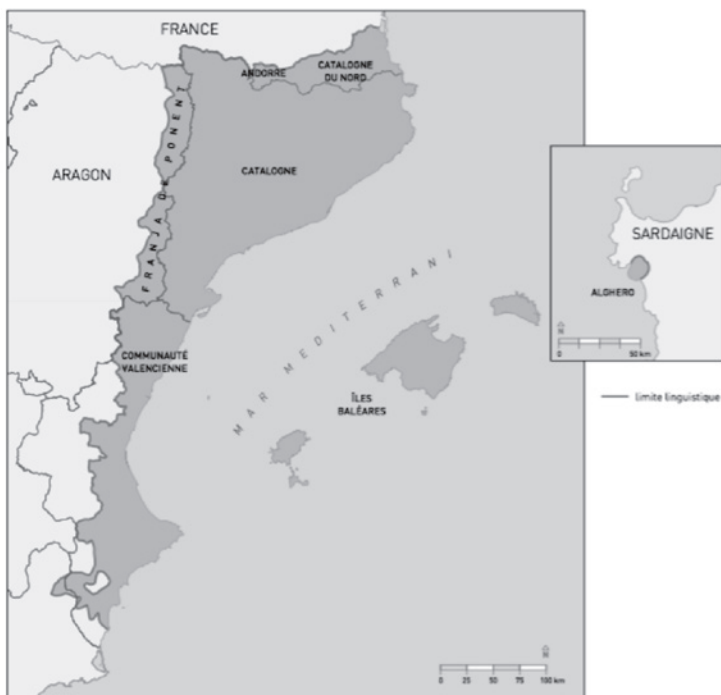 FRANCE
ANDORRE
CATALOGNE
DU NORD
FRANJA DE PONENT
ARAGON
CATALOGNE
SARDAIGNE
ALGHERO
0 50 km
MAR MEDITERRANI
COMMUNAUTÉ
VALENCIENNE
ÎLES
BALÉARES
limite linguistique
0 25 50 75 100 km